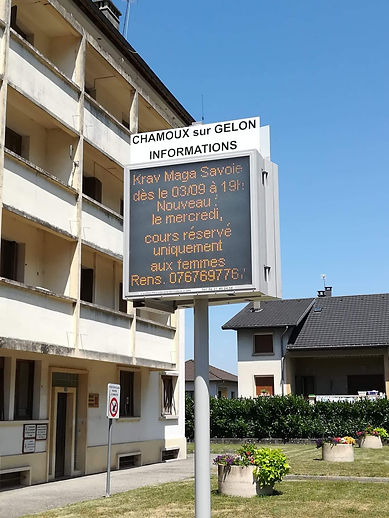 CHAMOUX sur GELON
INFORMATIONS
Krav Maga Savoie
dès le 03/09 à 19h
Nouveau :
le mercredi,
cours réservé
uniquement
aux femmes
Rens. 076769776